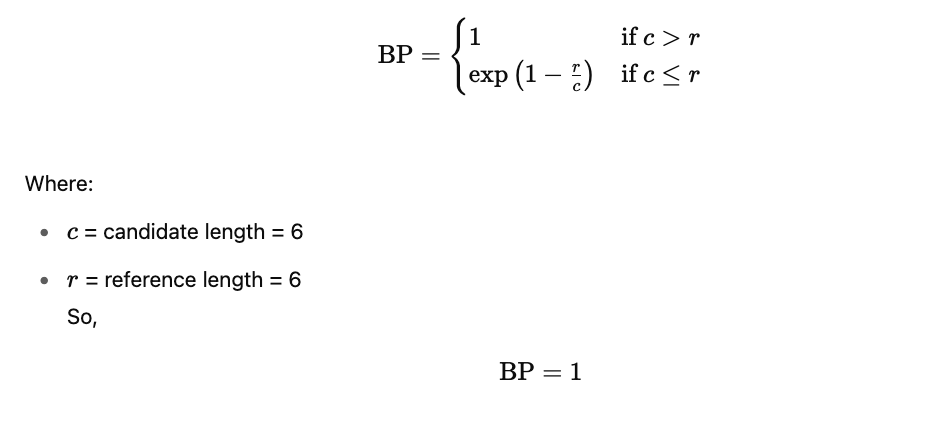 BP = { 1 if c > r
exp (1 − r/c) if c ≤ r
Where:
• c = candidate length = 6
• r = reference length = 6
So,
BP = 1